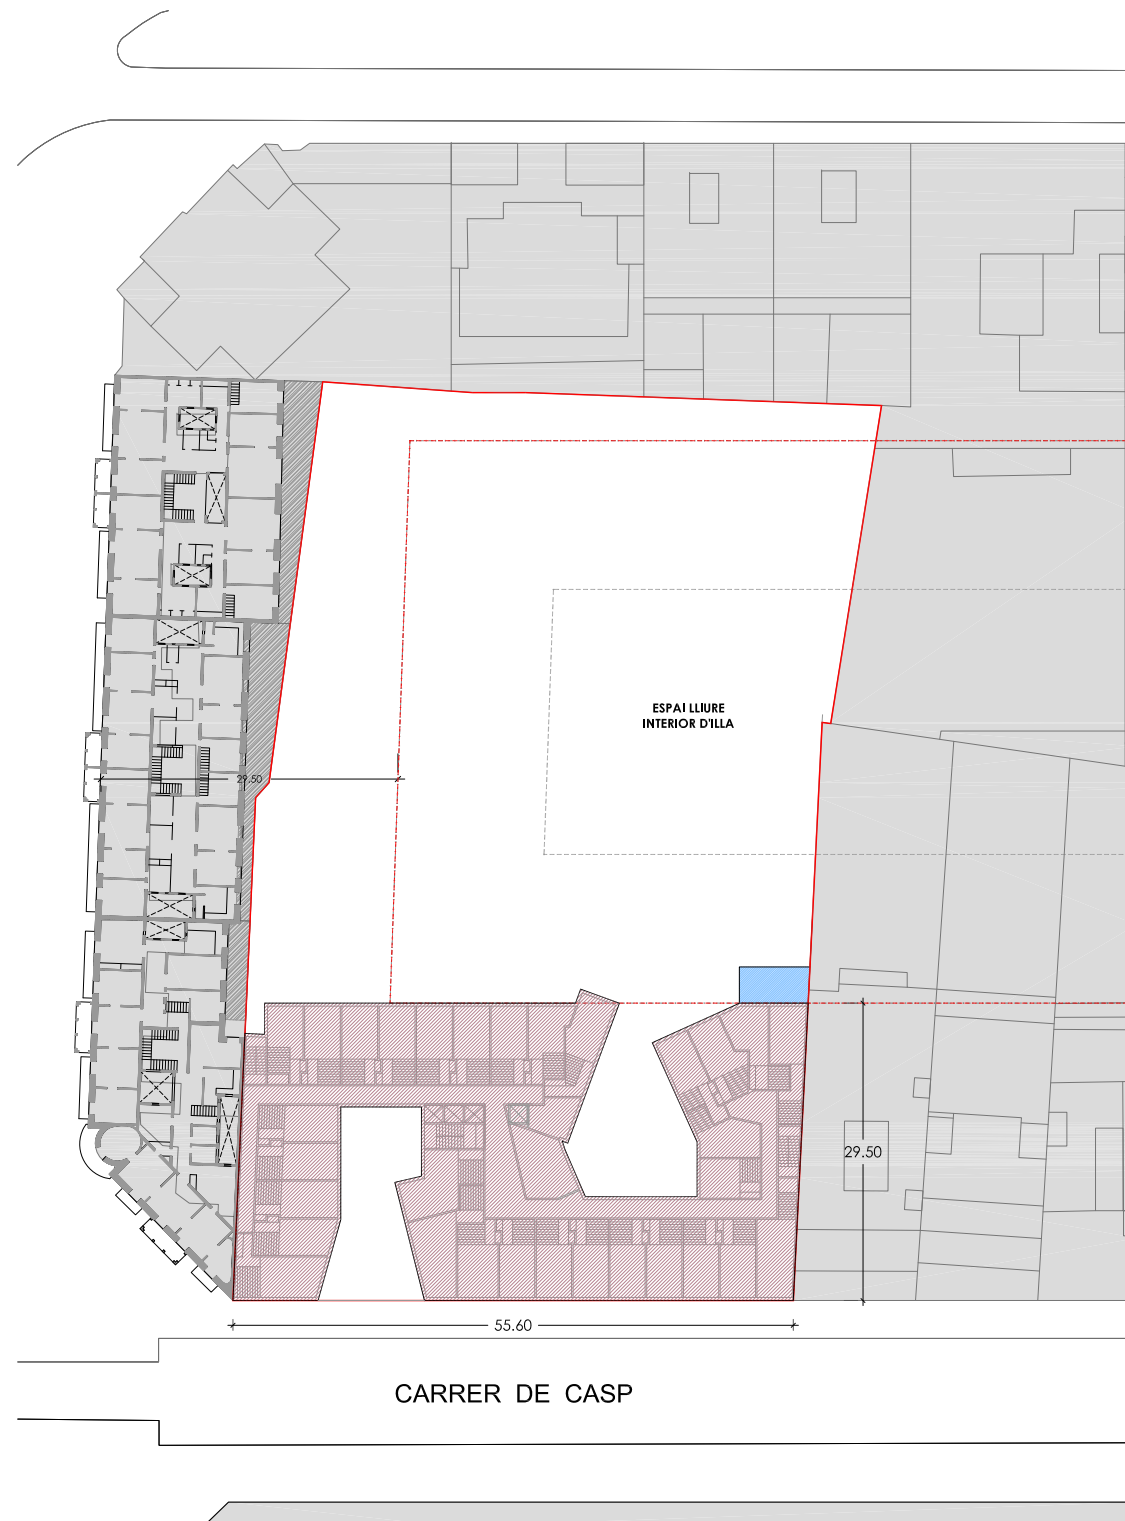 ESPAI LLIURE
INTERIOR D'ILLA
29.50
29.50
55.60
CARRER DE CASP